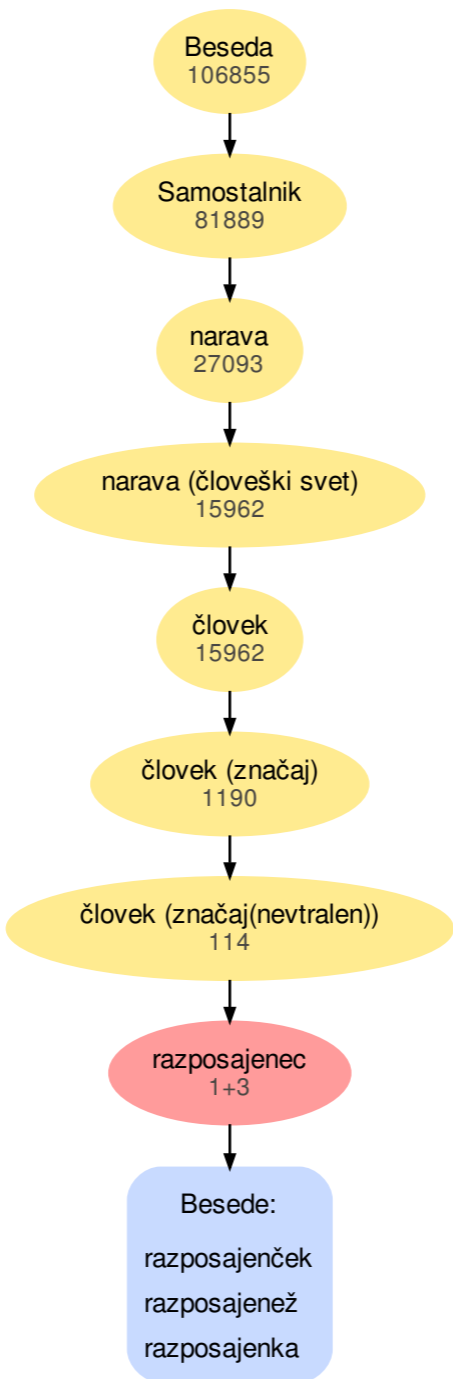 Beseda
106855
Samostalnik
81889
narava
27093
narava (človeški svet)
15962
človek
15962
človek (značaj)
1190
človek (značaj(nevtralen))
114
razposajenec
1+3
Besede:
razposajenček
razposajenež
razposajenka